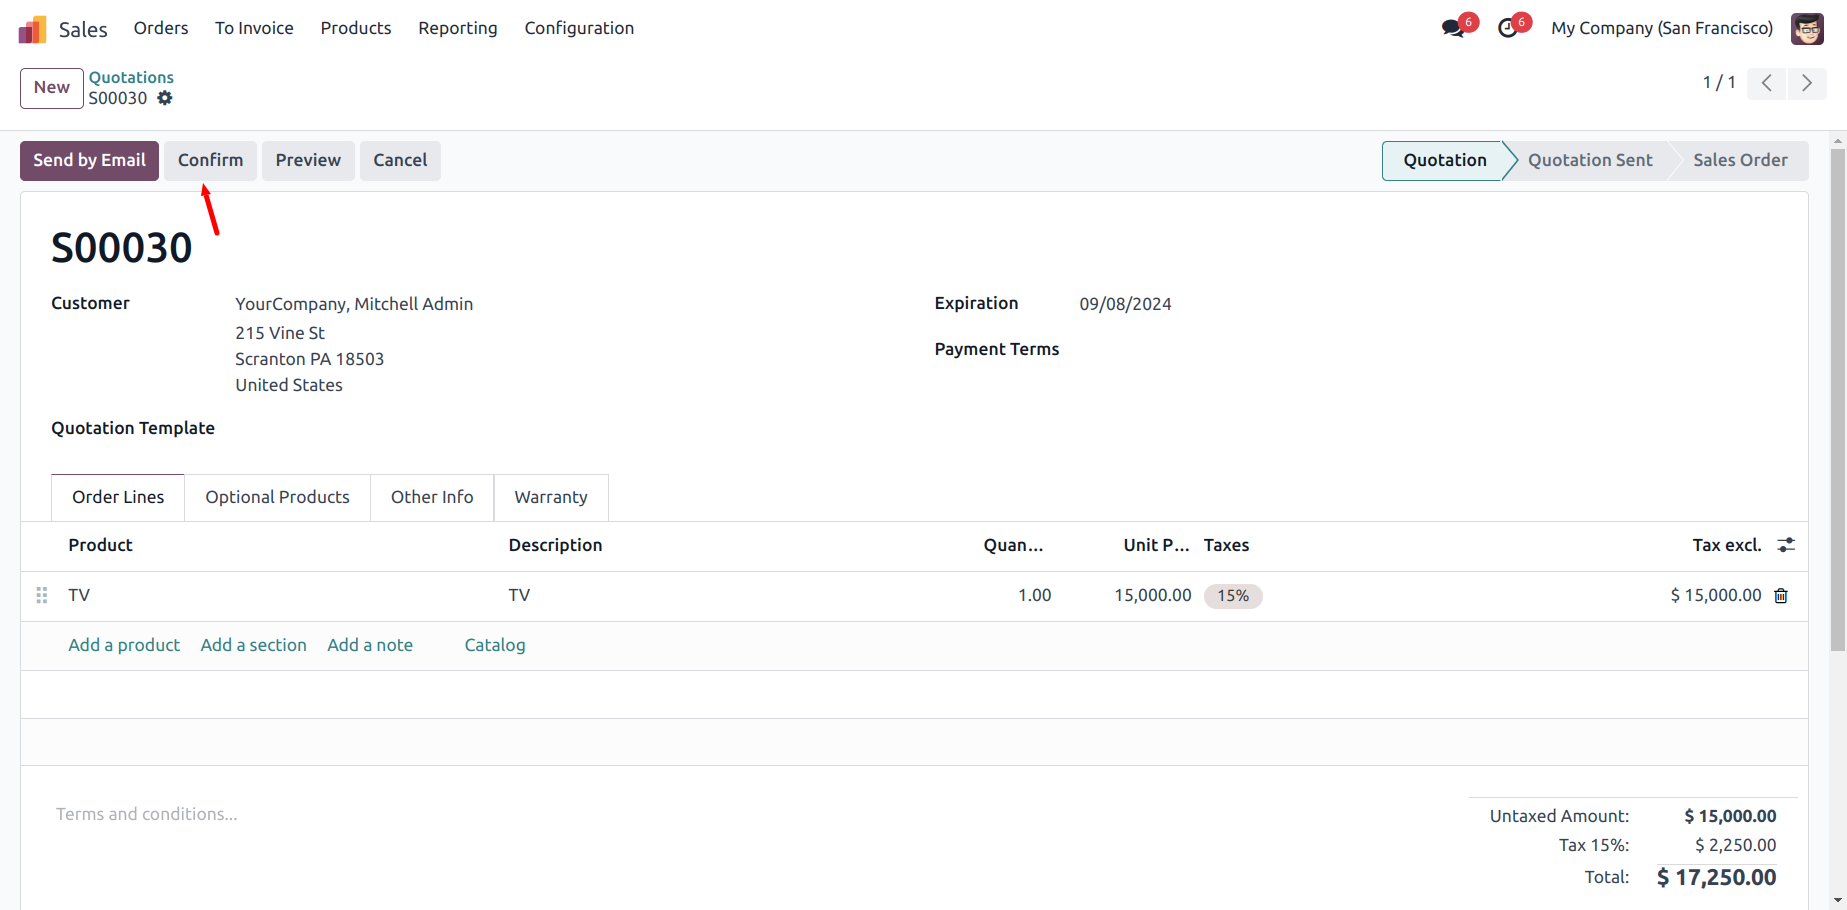 Sales Orders To Invoice Products Reporting Configuration 6 6 My Company (San Francisco)
New Quotations 1 / 1
S00030
Send by Email Confirm Preview Cancel Quotation Quotation Sent Sales Order
S00030
Customer YourCompany, Mitchell Admin Expiration 09/08/2024
215 Vine St
Payment Terms
Scranton PA 18503
United States
Quotation Template
Order Lines Optional Products Other Info Warranty
Product Description Quan... Unit P... Taxes Tax excl.
TV TV 1.00 15,000.00 15% $ 15,000.00
Add a product Add a section Add a note Catalog
Terms and conditions...
Untaxed Amount: $ 15,000.00
Tax 15%: $ 2,250.00
Total: $ 17,250.00